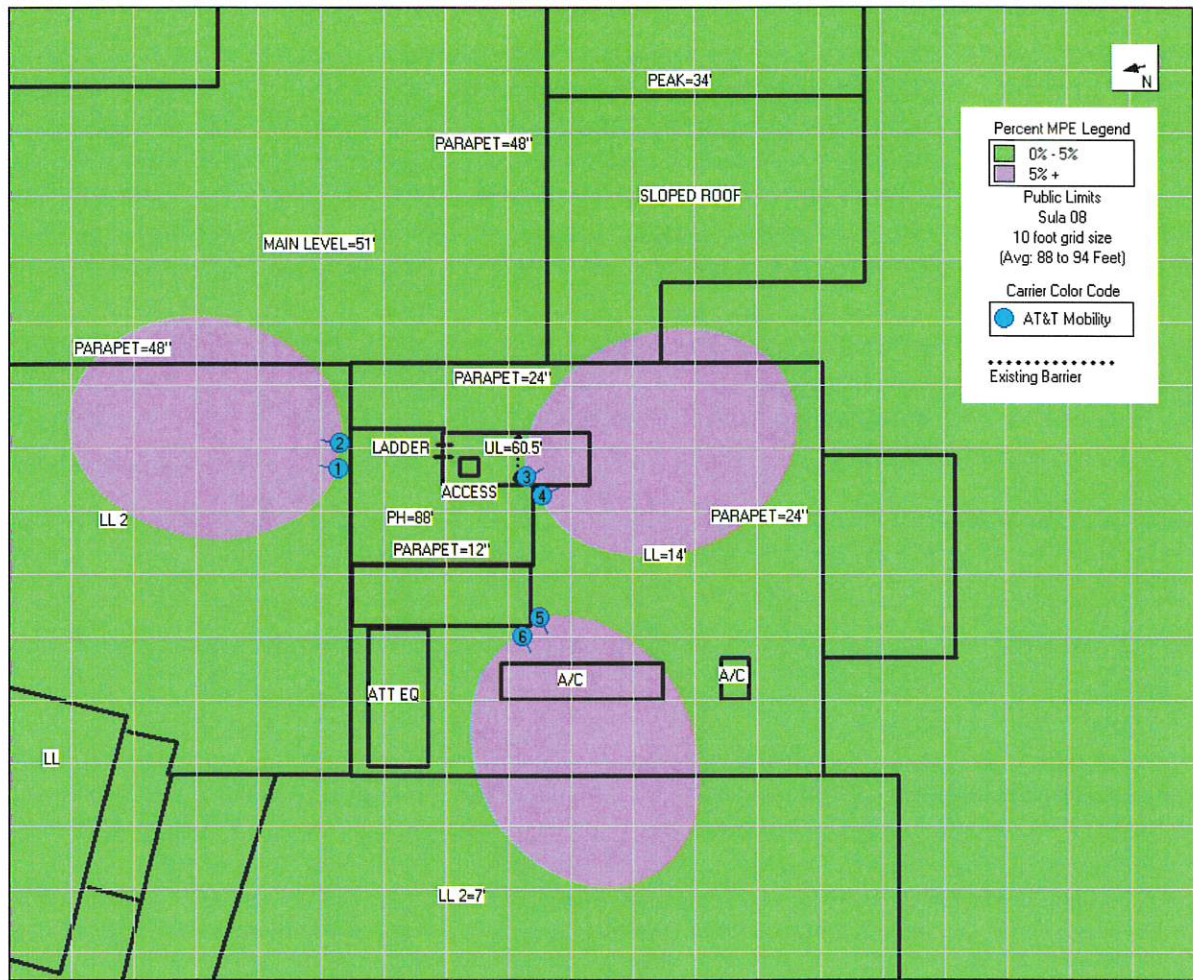 PEAK=34'
N
PARAPET=48"
Percent MPE Legend
0% - 5%
5% +
Public Limits
Sula 08
10 foot grid size
(Avg: 88 to 94 Feet)
Carrier Color Code
AT&T Mobility
Existing Barrier
SLOPED ROOF
MAIN LEVEL=51'
PARAPET=48"
PARAPET=24"
2
LADDER
UL=60.5'
1
3
ACCESS
4
LL 2
PH=88'
PARAPET=24"
PARAPET=12"
LL=14'
5
6
A/C
A/C
ATT EQ
LL
LL 2=7'